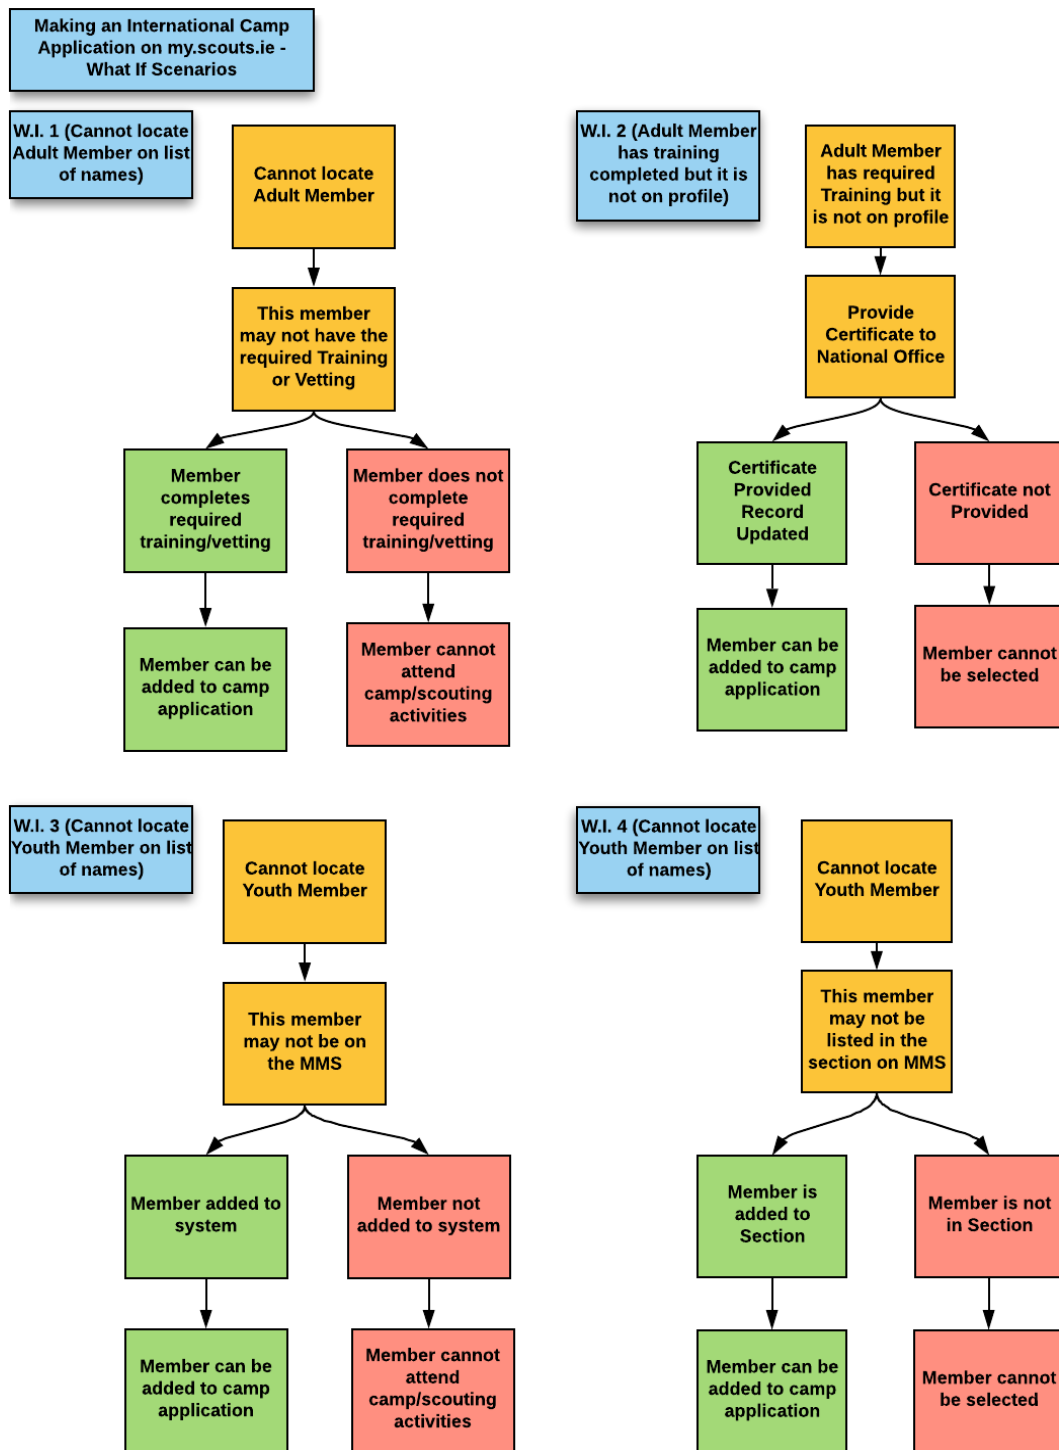 Making an International Camp
Application on my.scouts.ie -
What If Scenarios
W.I. 1 (Cannot locate
Adult Member on list
of names)
Cannot locate
Adult Member
This member
may not have the
required Training
or Vetting
Member
completes
required
training/vetting
Member does not
complete
required
training/vetting
Member can be
added to camp
application
Member cannot
attend
camp/scouting
activities
W.I. 2 (Adult Member
has training
completed but it is
not on profile)
Adult Member
has required
Training but it
is not on profile
Provide
Certificate to
National Office
Certificate
Provided
Record
Updated
Certificate not
Provided
Member can be
added to camp
application
Member cannot
be selected
W.I. 3 (Cannot locate
Youth Member on list
of names)
Cannot locate
Youth Member
This member
may not be on
the MMS
Member added to
system
Member not
added to system
Member can be
added to camp
application
Member cannot
attend
camp/scouting
activities
W.I. 4 (Cannot locate
Youth Member on list
of names)
Cannot locate
Youth Member
This member
may not be
listed in the
section on MMS
Member is
added to
Section
Member is not
in Section
Member can be
added to camp
application
Member cannot
be selected